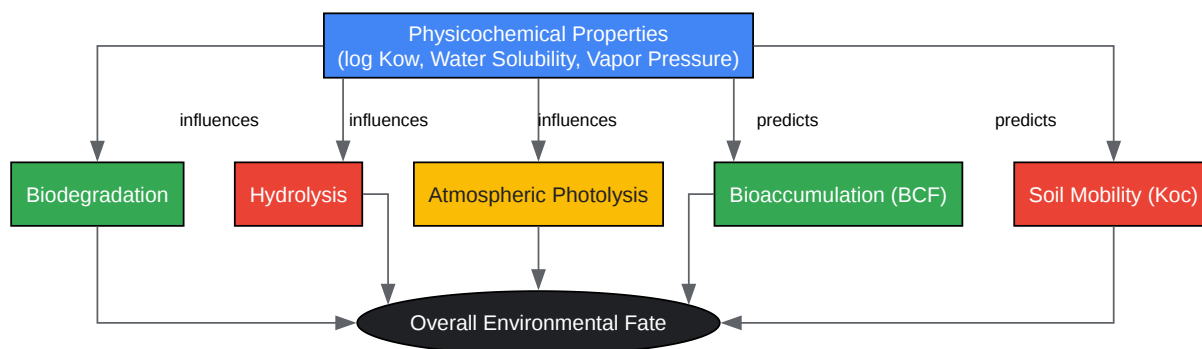 Physicochemical Properties
(log Kow, Water Solubility, Vapor Pressure)
influences
influences
influences
predicts
predicts
Biodegradation
Hydrolysis
Atmospheric Photolysis
Bioaccumulation (BCF)
Soil Mobility (Koc)
Overall Environmental Fate